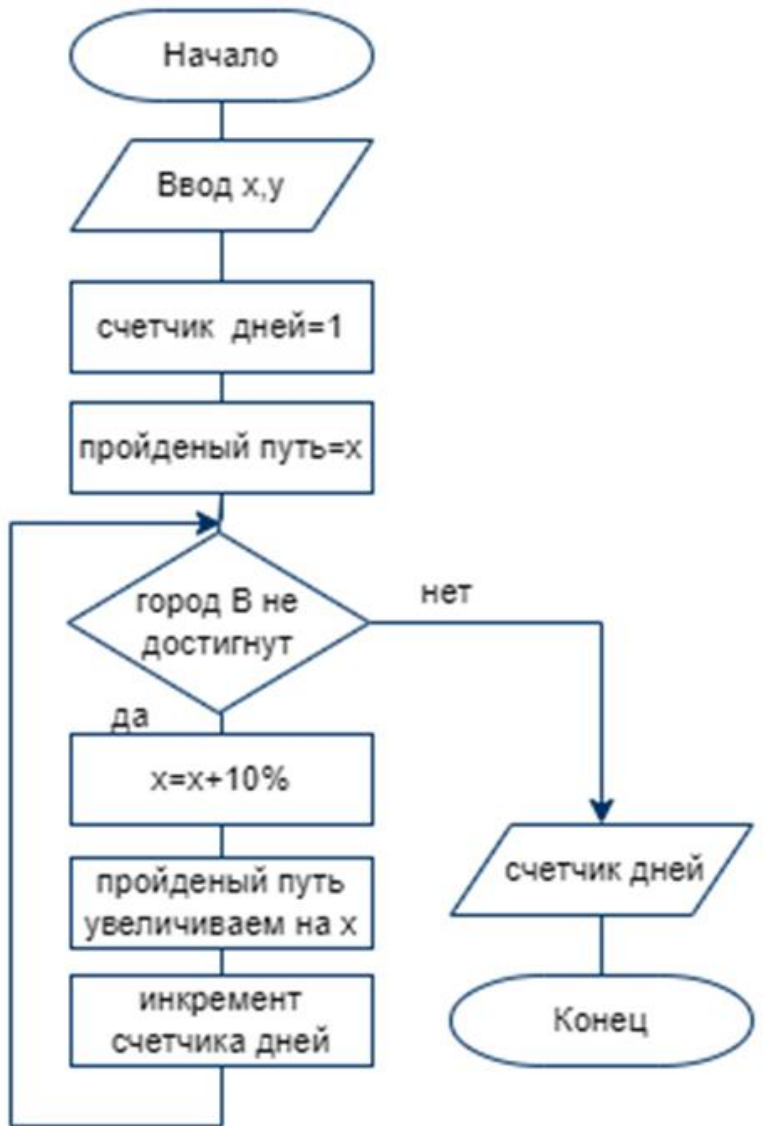 Начало
Ввод x,y
счетчик дней=1
пройденый путь=x
город В не
достигнут
нет
да
x=x+10%
пройденый путь
увеличиваем на x
инкремент
счетчика дней
счетчик дней
Конец